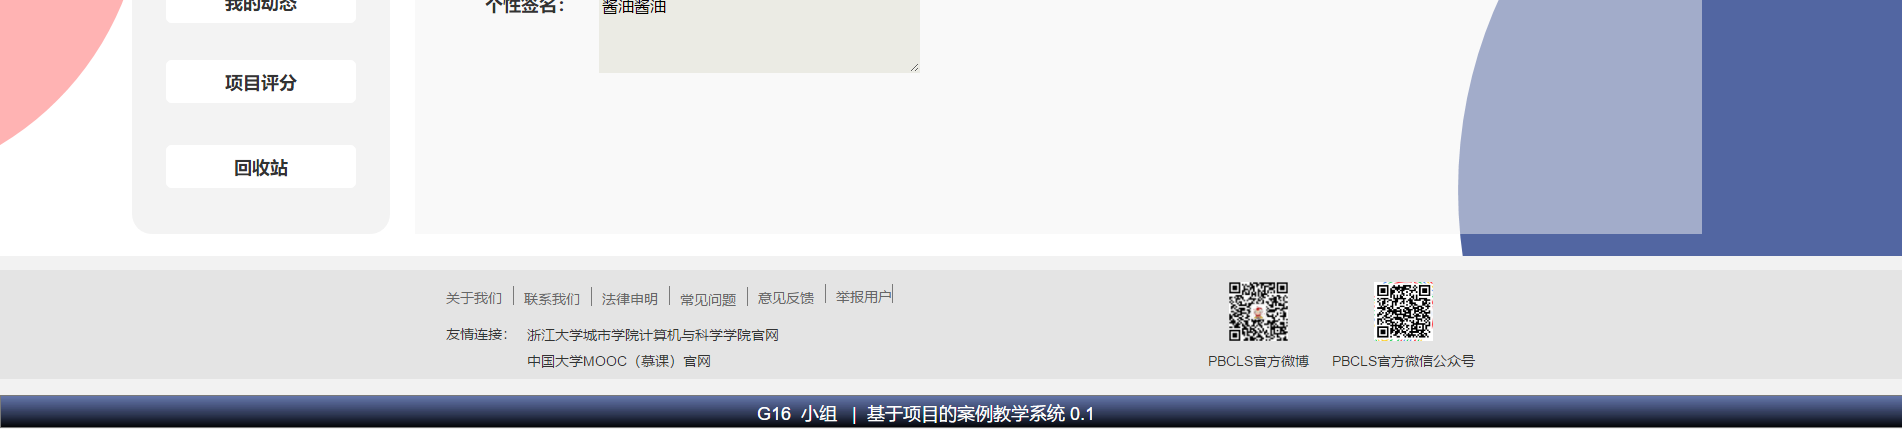 我的动态
个性签名：
酱油酱油
项目评分
回收站
关于我们 联系我们 法律申明 常见问题 意见反馈 举报用户
友情连接： 浙江大学城市学院计算机与科学学院官网
中国大学MOOC（慕课）官网
PBCLS官方微博 PBCLS官方微信公众号
G16 小组 | 基于项目的案例教学系统 0.1